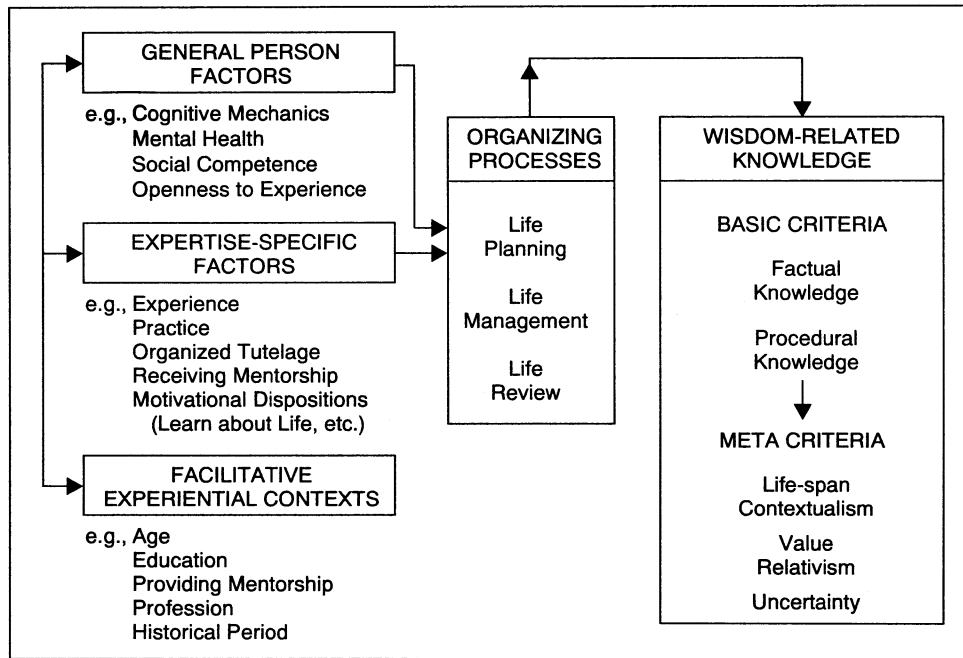 GENERAL PERSON
FACTORS
e.g., Cognitive Mechanics
Mental Health
Social Competence
Openness to Experience
EXPERTISE-SPECIFIC
FACTORS
e.g., Experience
Practice
Organized Tutelage
Receiving Mentorship
Motivational Dispositions
(Learn about Life, etc.)
FACILITATIVE
EXPERIENTIAL CONTEXTS
e.g., Age
Education
Providing Mentorship
Profession
Historical Period
ORGANIZING
PROCESSES
Life
Planning
Life
Management
Life
Review
WISDOM-RELATED
KNOWLEDGE
BASIC CRITERIA
Factual
Knowledge
Procedural
Knowledge
META CRITERIA
Life-span
Contextualism
Value
Relativism
Uncertainty